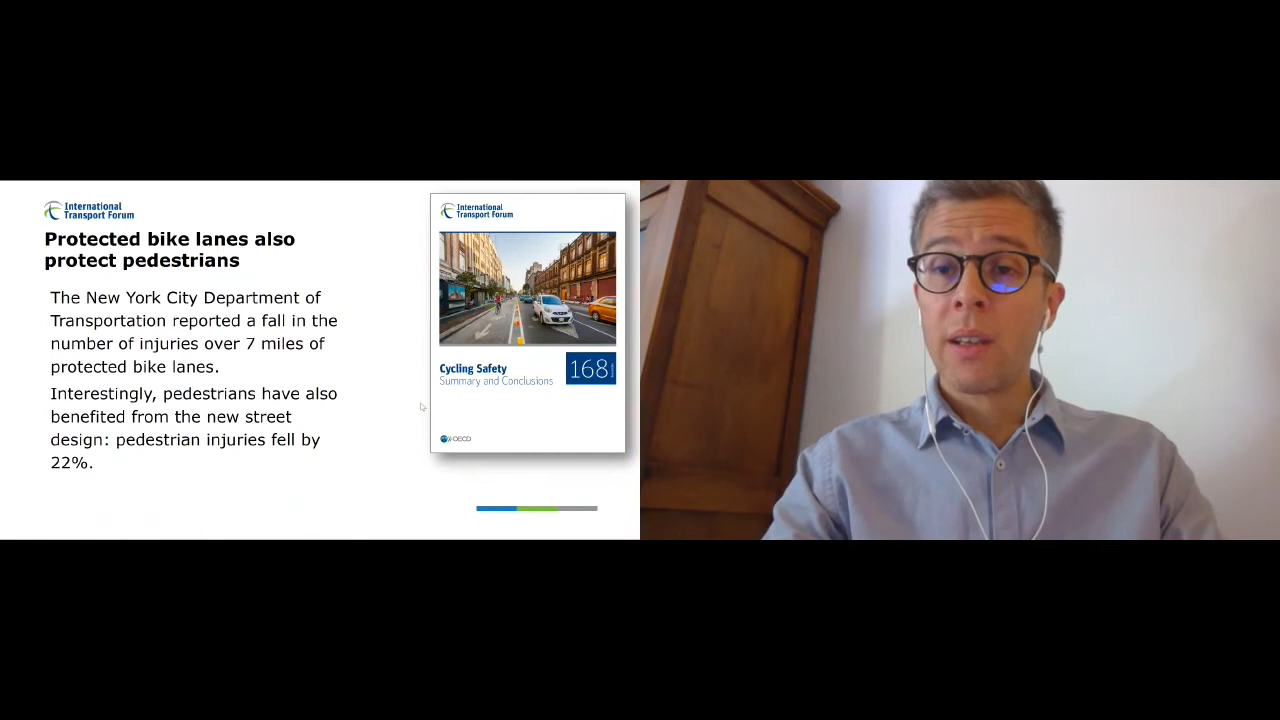 International
Transport Forum
Protected bike lanes also
protect pedestrians
The New York City Department of
Transportation reported a fall in the
number of injuries over 7 miles of
protected bike lanes.
Interestingly, pedestrians have also
benefited from the new street
design: pedestrian injuries fell by
22%.
International
Transport Forum
Cycling Safety
Summary and Conclusions
168
OECD